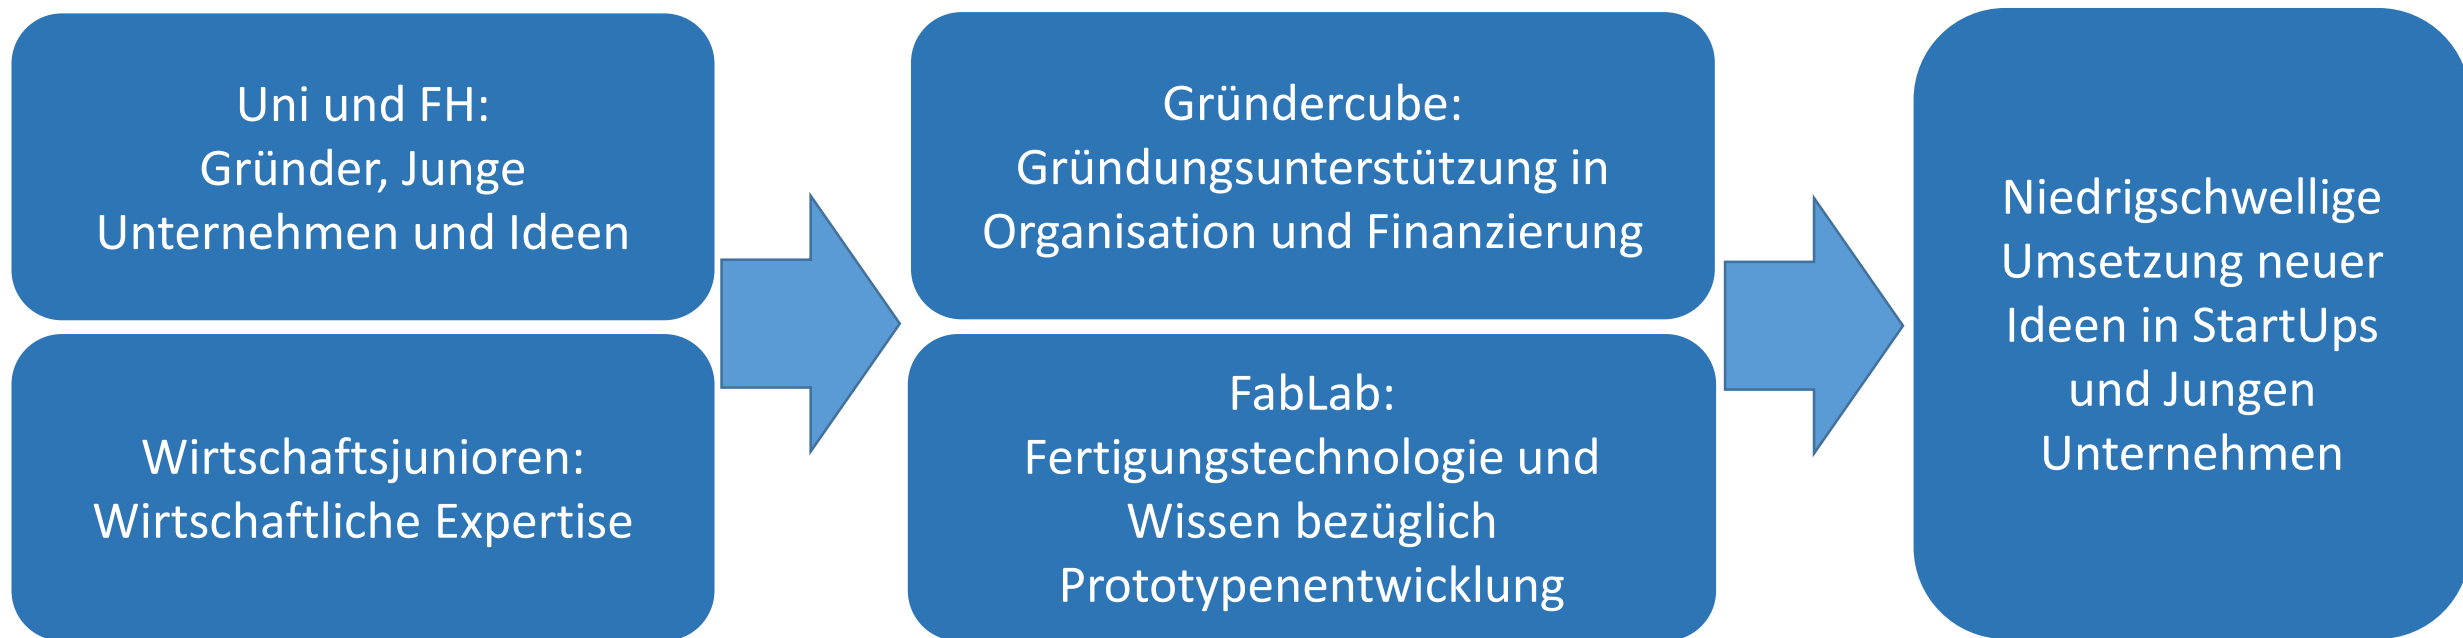 Uni und FH:
Gründer, Junge
Unternehmen und Ideen
Wirtschaftsjunioren:
Wirtschaftliche Expertise
Gründercube:
Gründungsunterstützung in
Organisation und Finanzierung
FabLab:
Fertigungstechnologie und
Wissen bezüglich
Prototypenentwicklung
Niedrigschwellige
Umsetzung neuer
Ideen in StartUps
und Jungen
Unternehmen